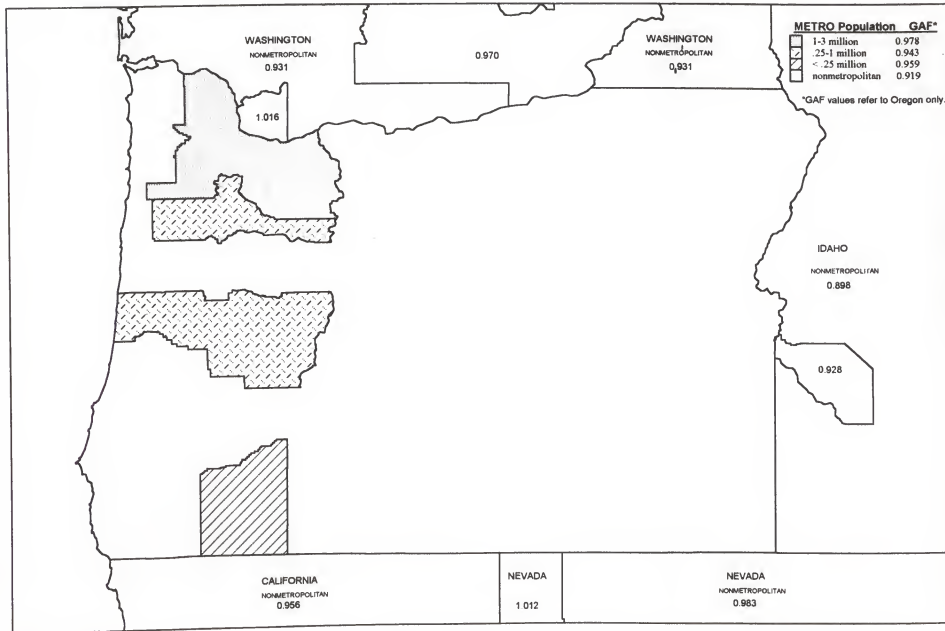 METRO Population GAF*
1-3 million 0.978
.25-1 million 0.943
< .25 million 0.959
nonmetropolitan 0.919
*GAF values refer to Oregon only.
WASHINGTON
NONMETROPOLITAN
0.931
0.970
WASHINGTON
NONMETROPOLITAN
0.931
1.016
IDAHO
NONMETROPOLITAN
0.898
0.928
CALIFORNIA
NONMETROPOLITAN
0.956
NEVADA
1.012
NEVADA
NONMETROPOLITAN
0.983